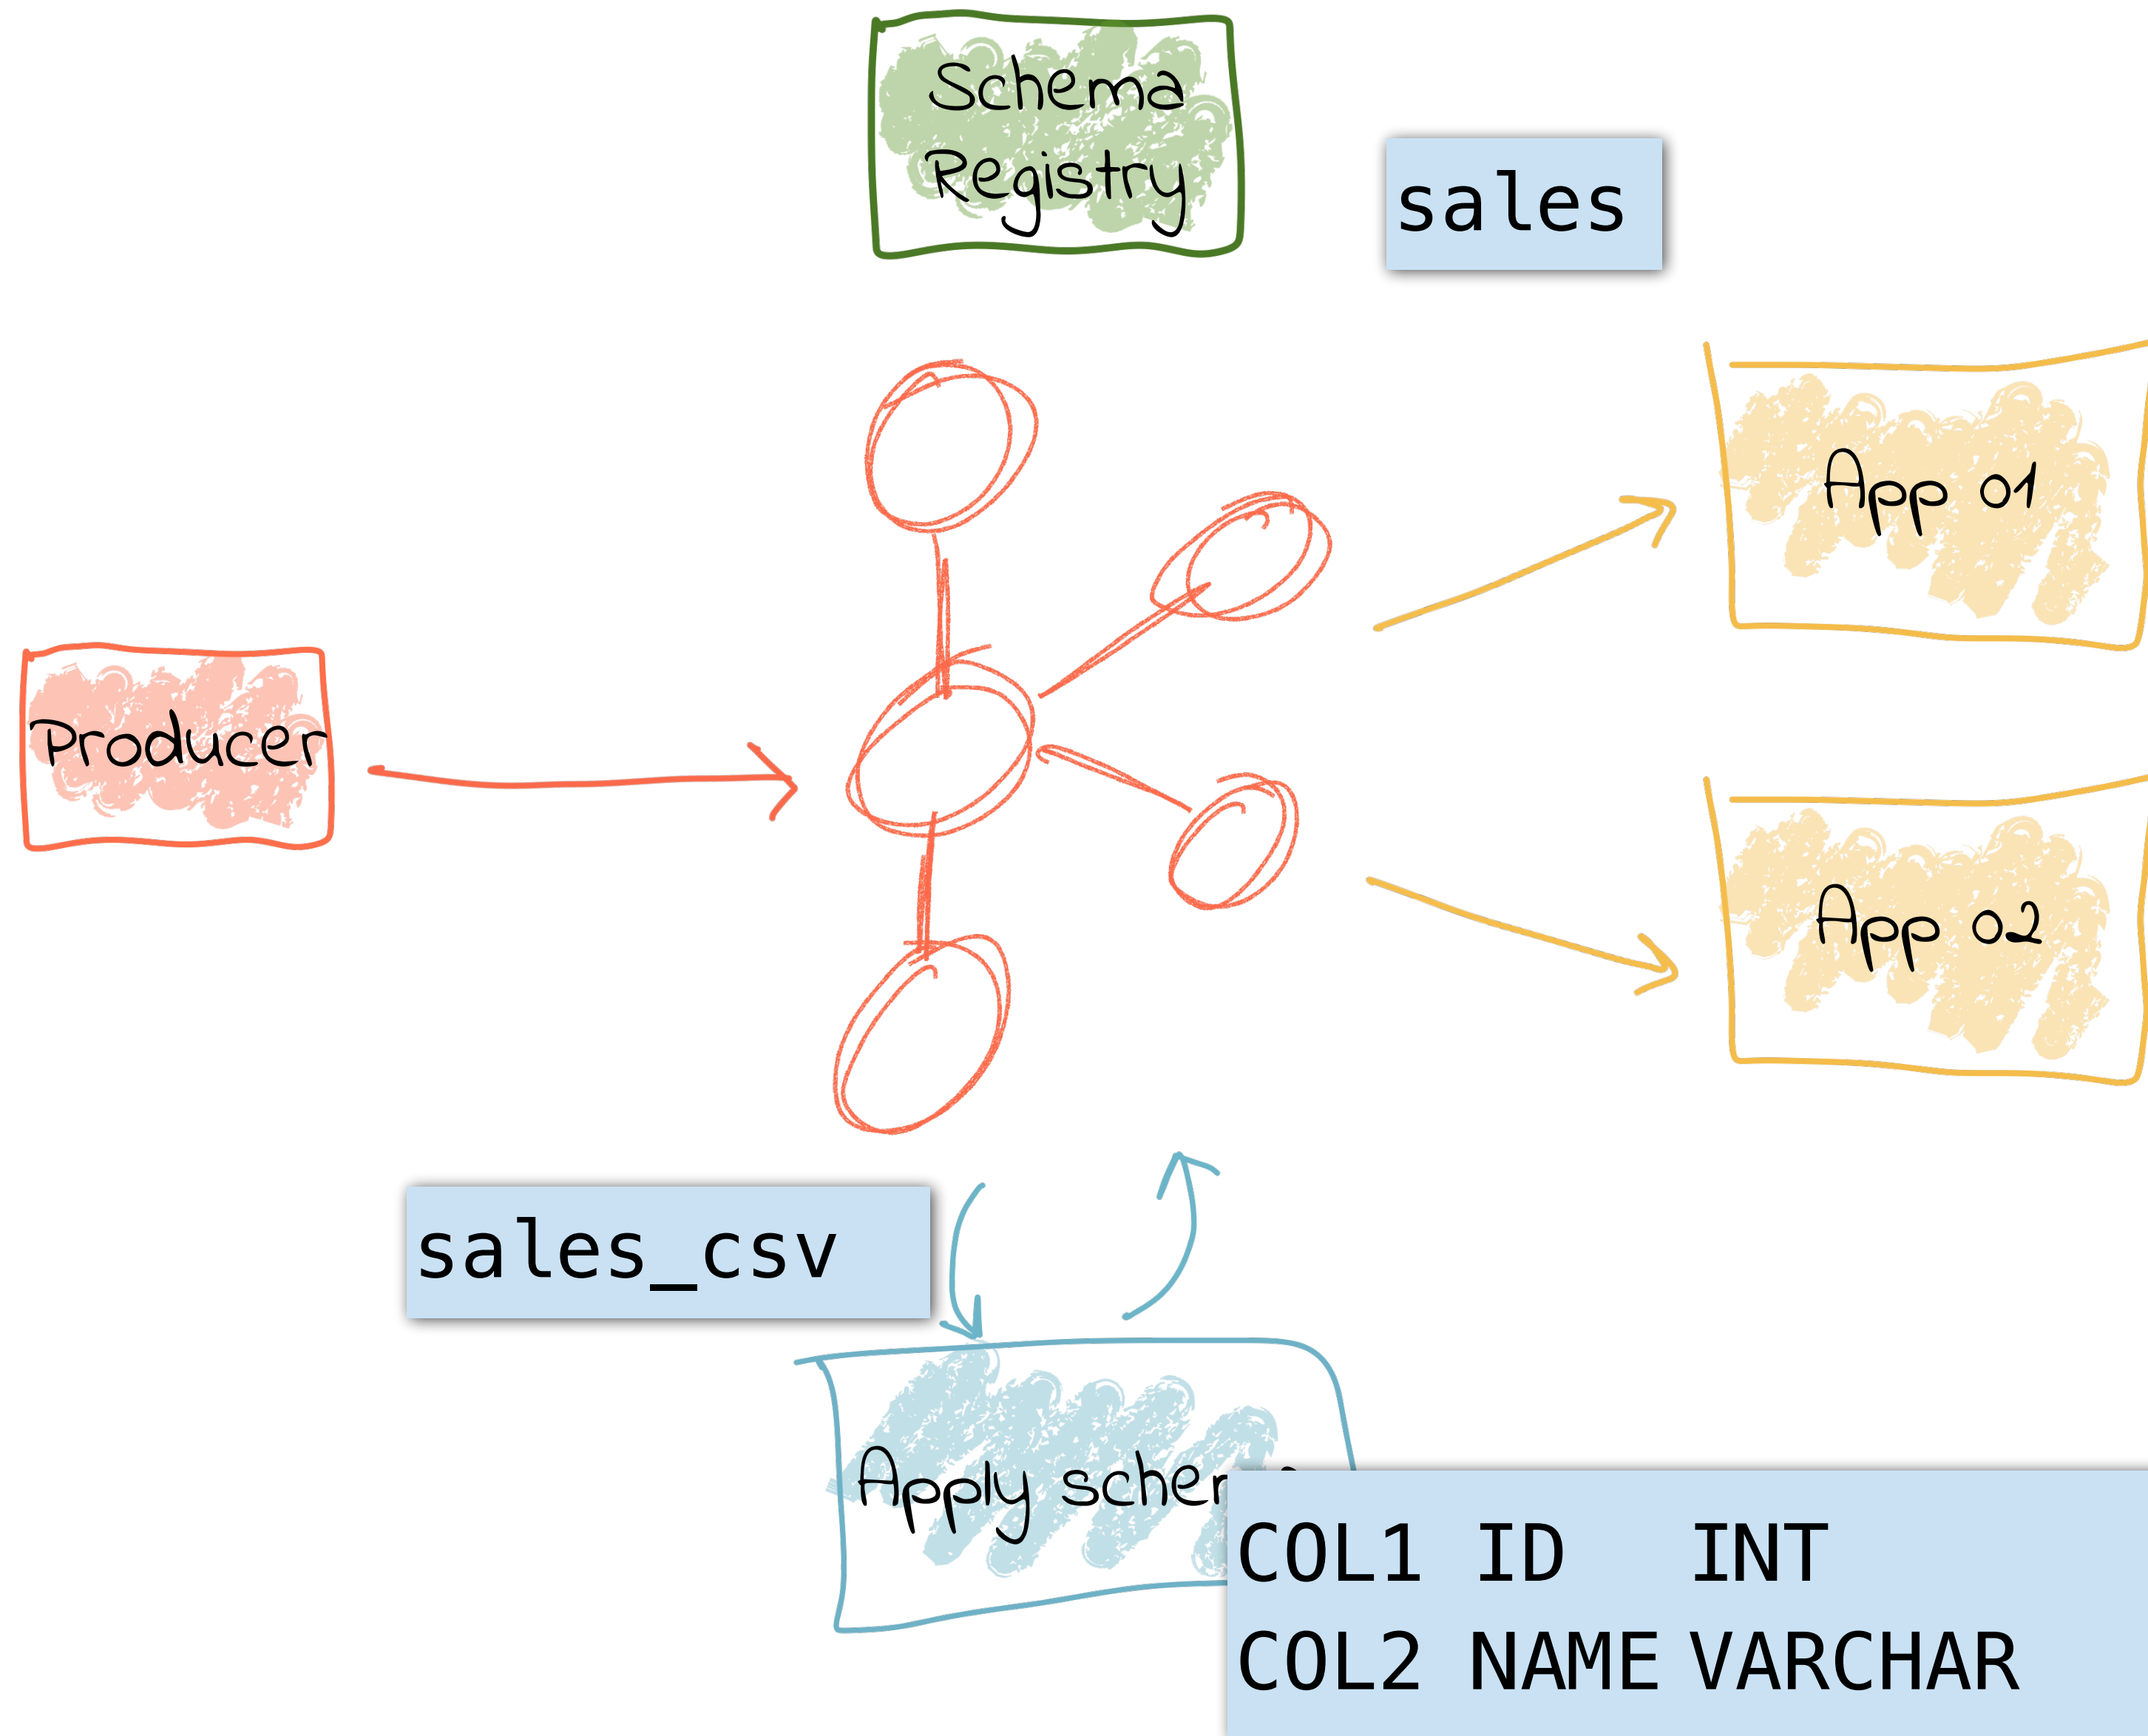 Schema
Registry
sales
App 01
Producer
App 02
sales_csv
Apply
COL1 ID INT
COL2 NAME VARCHAR